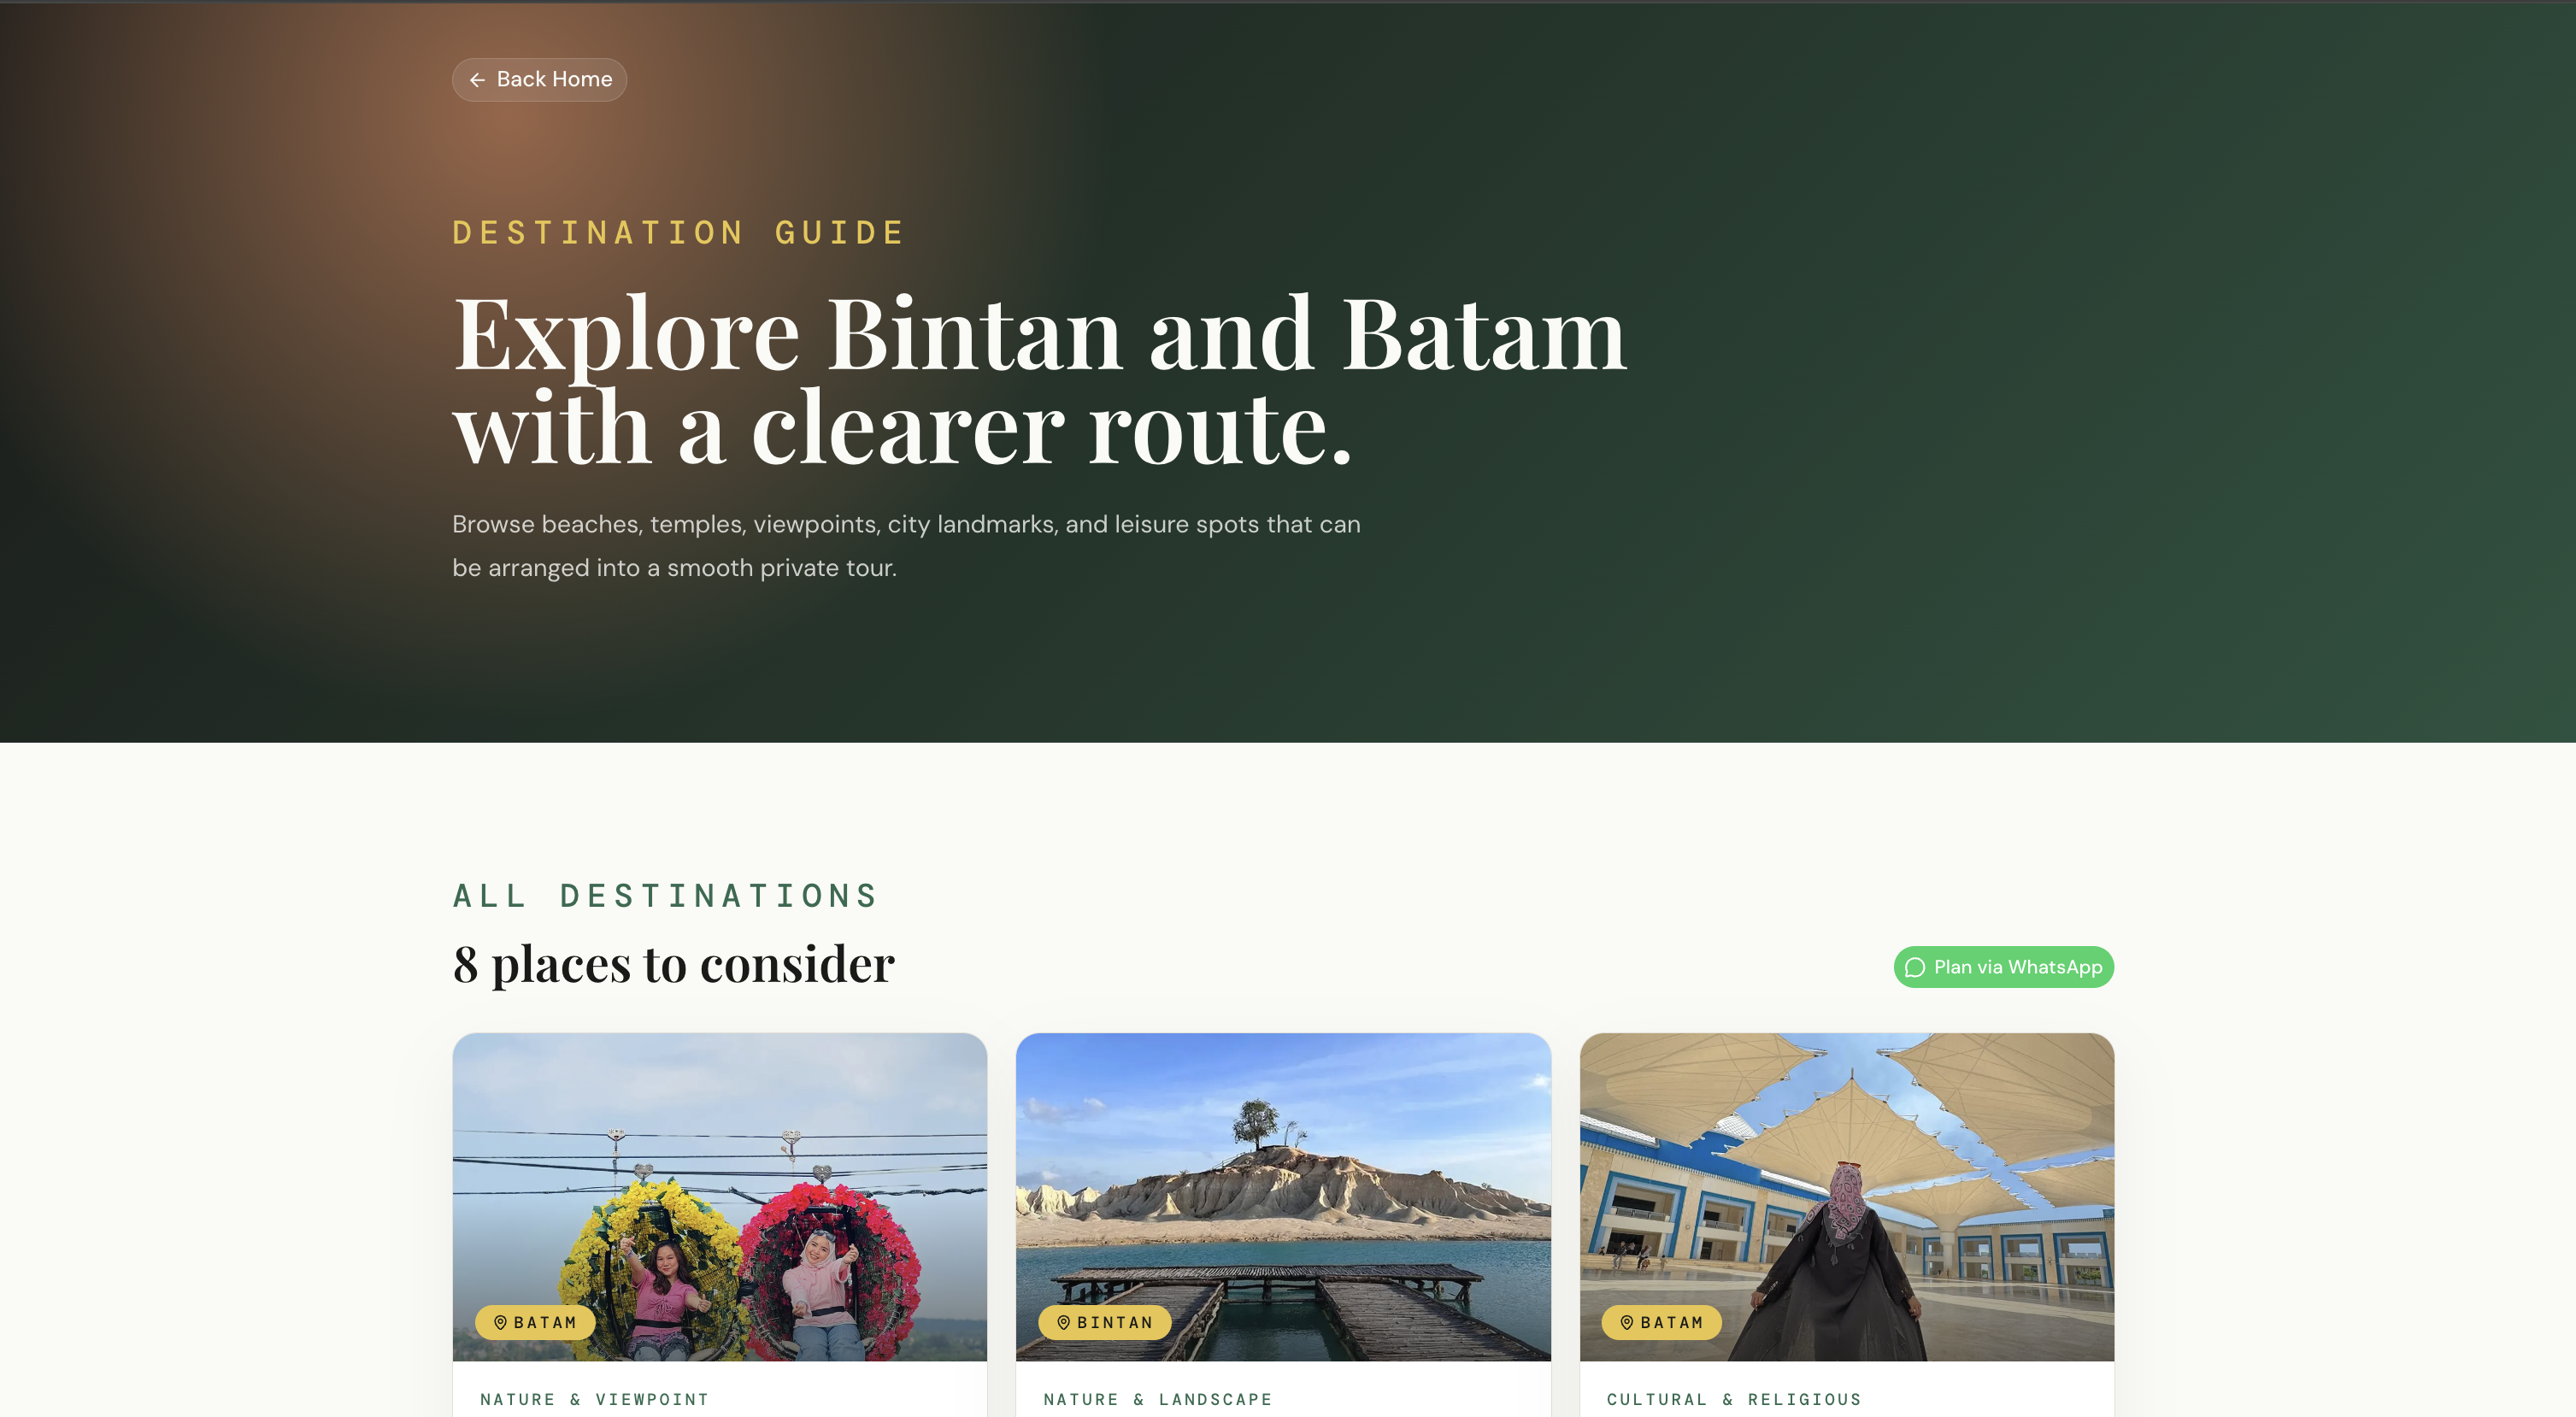 Back Home
DESTINATION GUIDE
Explore Bintan and Batam
with a clearer route.
Browse beaches, temples, viewpoints, city landmarks, and leisure spots that can
be arranged into a smooth private tour.
ALL DESTINATIONS
8 places to consider
Plan via WhatsApp
BATAM
BINTAN
BATAM
NATURE & VIEWPOINT
NATURE & LANDSCAPE
CULTURAL & RELIGIOUS